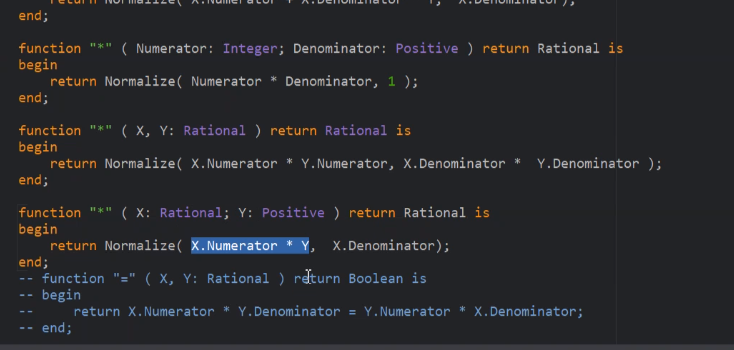 return Normalize( X.Numerator + X.Denominator * Y, X.Denominator);
end;
function "*" ( Numerator: Integer; Denominator: Positive ) return Rational is
begin
return Normalize( Numerator * Denominator, 1 );
end;
function "*" ( X, Y: Rational ) return Rational is
begin
return Normalize( X.Numerator * Y.Numerator, X.Denominator * Y.Denominator );
end;
function "*" ( X: Rational; Y: Positive ) return Rational is
begin
return Normalize( X.Numerator * Y, X.Denominator);
end;
-- function "=" ( X, Y: Rational ) return Boolean is
-- begin
-- return X.Numerator * Y.Denominator = Y.Numerator * X.Denominator;
-- end;